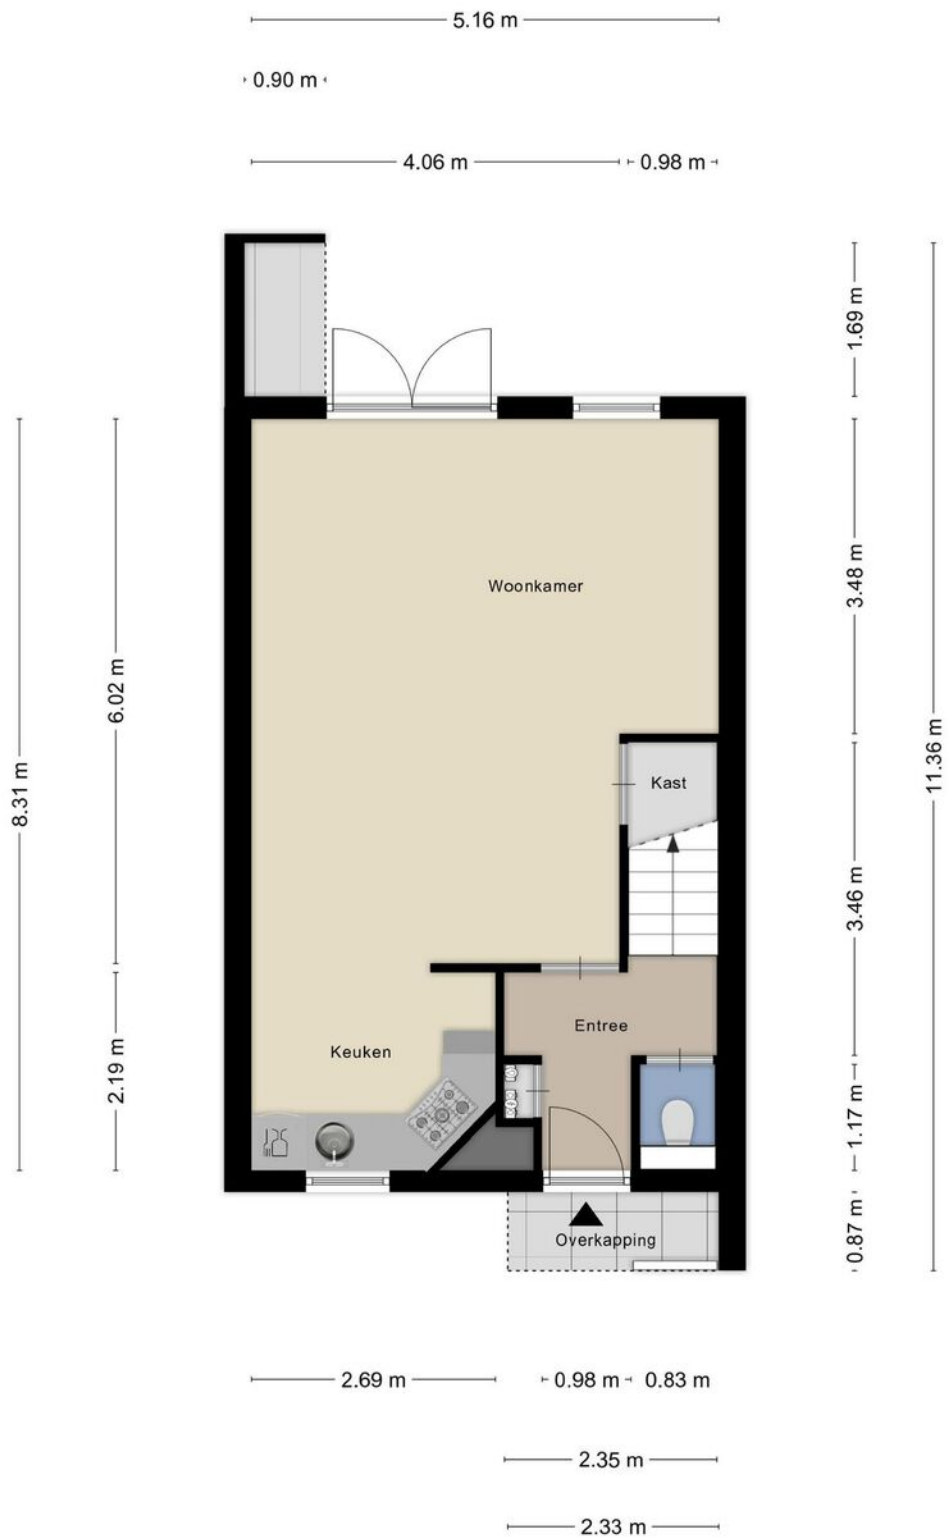 5.16 m
0.90 m
4.06 m
0.98 m
1.69 m
Woonkamer
3.48 m
6.02 m
11.36 m
8.31 m
Kast
3.46 m
Entree
Keuken
2.19 m
1.17 m
0.87 m
Overkapping
2.69 m
0.98 m
0.83 m
2.35 m
2.33 m